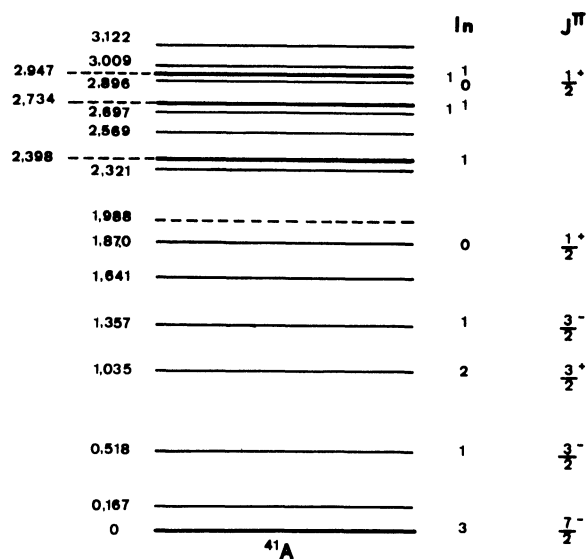 ln Jᴨ
3.122
3.009 1
2.947 1
2.896 0 1/2+
2,734 1
2,697 1
2,569
2,398 1
2,321
1,988
1,870 0 1/2+
1,641
1,357 1 3/2-
1,035 2 3/2+
0.518 1 3/2-
0,167
0 3 7/2-
41A